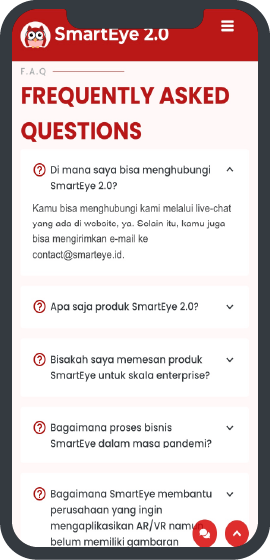 SmartEye 2.0
F.A.Q
FREQUENTLY ASKED
QUESTIONS
Di mana saya bisa menghubungi
SmartEye 2.0?
Kamu bisa menghubungi kami melalui live-chat
yang ada di website, ya. Selain itu, kamu juga
bisa mengirimkan e-mail ke
contact@smarteye.id.
Apa saja produk SmartEye 2.0?
Bisakah saya memesan produk
SmartEye untuk skala enterprise?
Bagaimana proses bisnis
SmartEye dalam masa pandemi?
Bagaimana SmartEye membantu
perusahaan yang ingin
mengaplikasikan AR/VR namun
belum memiliki gambaran